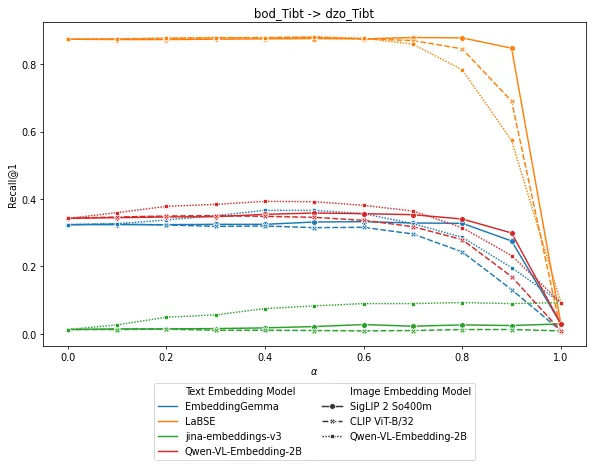 bod_Tibt -> dzo_Tibt
Recall@1
0.8
0.6
0.4
0.2
0.0
0.0 0.2 0.4 0.6 0.8 1.0
α
Text Embedding Model Image Embedding Model
EmbeddingGemma SigLIP 2 So400m
LaBSE CLIP ViT-B/32
jina-embeddings-v3 Qwen-VL-Embedding-2B
Qwen-VL-Embedding-2B